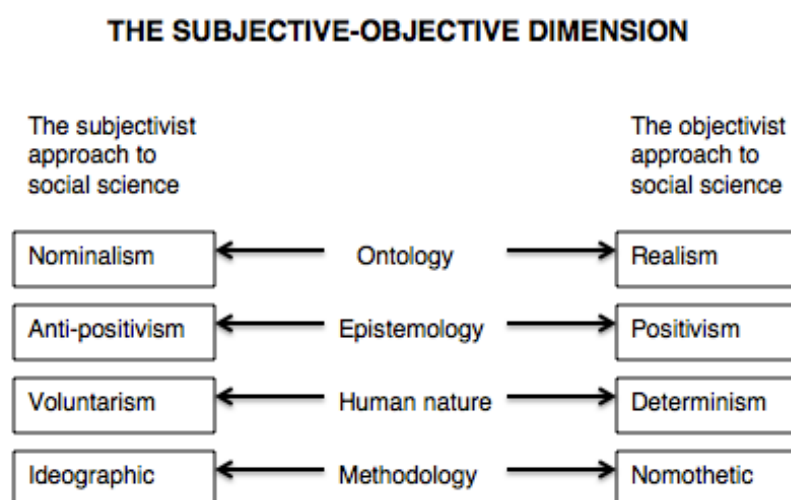 THE SUBJECTIVE-OBJECTIVE DIMENSION
The subjectivist
approach to
social science
The objectivist
approach to
social science
Nominalism Ontology Realism
Anti-positivism Epistemology Positivism
Voluntarism Human nature Determinism
Ideographic Methodology Nomothetic